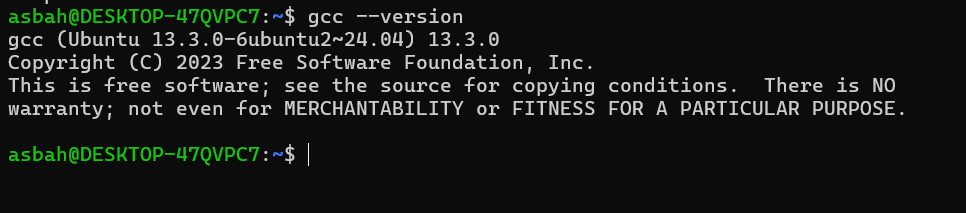 asbah@DESKTOP-47QVPC7:~$ gcc --version
gcc (Ubuntu 13.3.0-6ubuntu2~24.04) 13.3.0
Copyright (C) 2023 Free Software Foundation, Inc.
This is free software; see the source for copying conditions.  There is NO
warranty; not even for MERCHANTABILITY or FITNESS FOR A PARTICULAR PURPOSE.
asbah@DESKTOP-47QVPC7:~$